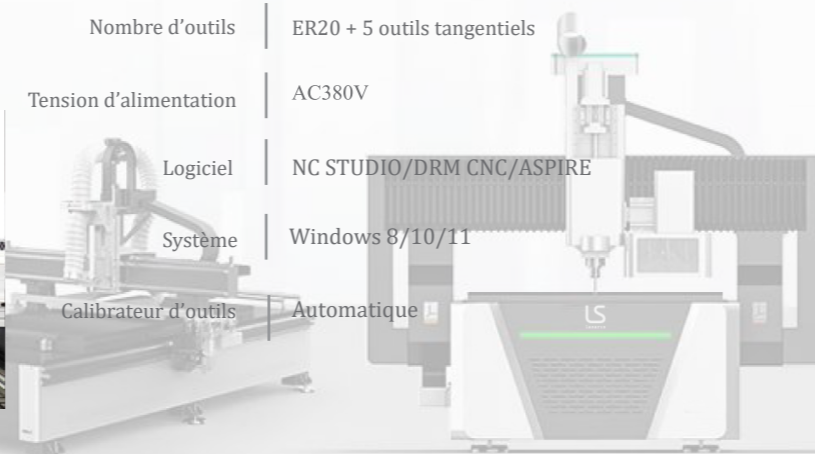 Nombre d'outils ER20 + 5 outils tangentiels
Tension d'alimentation AC380V
Logiciel NC STUDIO/DRM CNC/ASPIRE
Système Windows 8/10/11
Calibrateur d'outils Automatique
LS